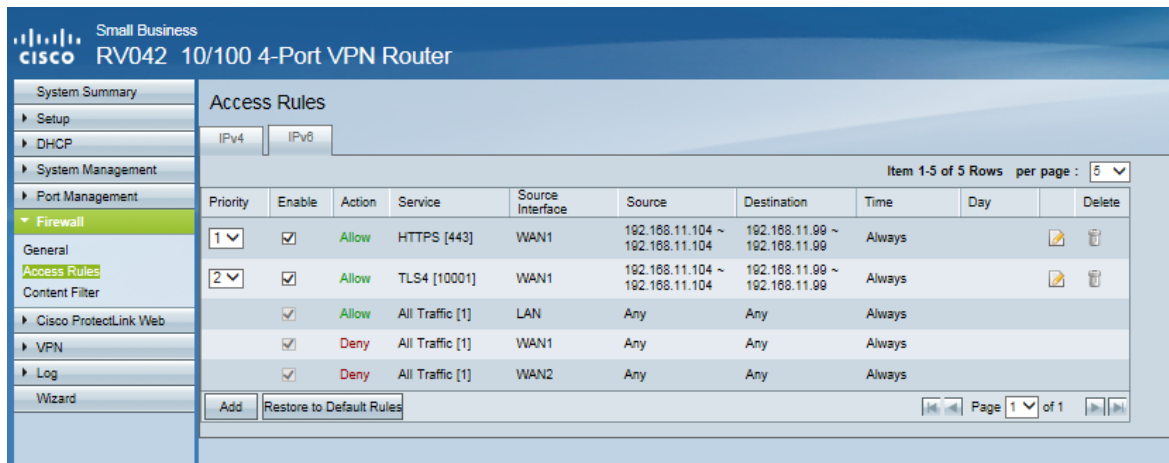 Small Business
cisco RV042 10/100 4-Port VPN Router
System Summary
Setup
DHCP
System Management
Port Management
Firewall
General
Access Rules
Content Filter
Cisco ProtectLink Web
VPN
Log
Wizard
Access Rules
IPv4 IPv6
Item 1-5 of 5 Rows per page : 5
Priority Enable Action Service Source Interface Source Destination Time Day Delete
1 Allow HTTPS [443] WAN1 192.168.11.104 ~ 192.168.11.104 192.168.11.99 ~ 192.168.11.99 Always
2 Allow TLS4 [10001] WAN1 192.168.11.104 ~ 192.168.11.104 192.168.11.99 ~ 192.168.11.99 Always
Allow All Traffic [1] LAN Any Any Always
Deny All Traffic [1] WAN1 Any Any Always
Deny All Traffic [1] WAN2 Any Any Always
Add Restore to Default Rules Page 1 of 1